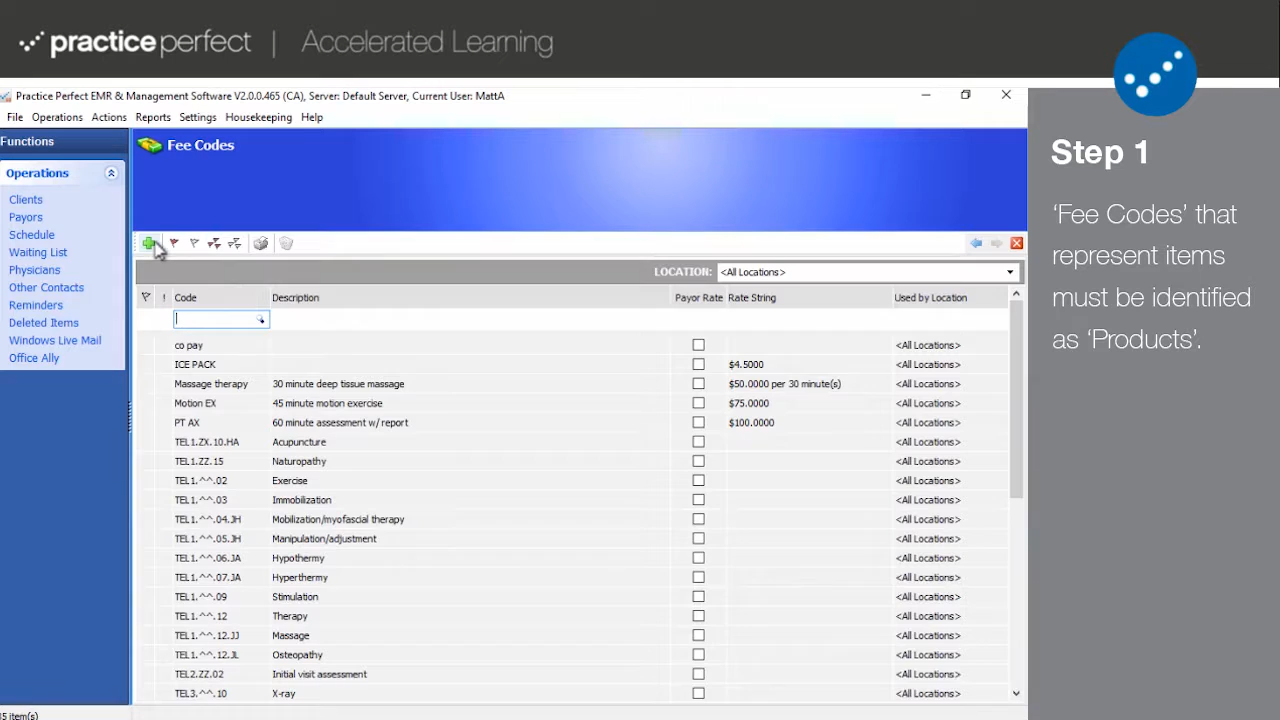 practice perfect | Accelerated Learning
Practice Perfect EMR & Management Software V2.0.0.465 (CA), Server: Default Server, Current User: MattA
File Operations Actions Reports Settings Housekeeping Help
Functions
Operations
Clients
Payors
Schedule
Waiting List
Physicians
Other Contacts
Reminders
Deleted Items
Windows Live Mail
Office Ally
Fee Codes
LOCATION: <All Locations>
! Code Description Payor Rate Rate String Used by Location
co pay <All Locations>
ICE PACK $4.5000 <All Locations>
Massage therapy 30 minute deep tissue massage $50.0000 per 30 minute(s) <All Locations>
Motion EX 45 minute motion exercise $75.0000 <All Locations>
PT AX 60 minute assessment w/ report $100.0000 <All Locations>
TEL1.ZX.10.HA Acupuncture <All Locations>
TEL1.ZZ.15 Naturopathy <All Locations>
TEL1.^^.02 Exercise <All Locations>
TEL1.^^.03 Immobilization <All Locations>
TEL1.^^.04.JH Mobilization/myofascial therapy <All Locations>
TEL1.^^.05.JH Manipulation/adjustment <All Locations>
TEL1.^^.06.JA Hypothermy <All Locations>
TEL1.^^.07.JA Hyperthermy <All Locations>
TEL1.^^.09 Stimulation <All Locations>
TEL1.^^.12 Therapy <All Locations>
TEL1.^^.12.JJ Massage <All Locations>
TEL1.^^.12.JL Osteopathy <All Locations>
TEL2.ZZ.02 Initial visit assessment <All Locations>
TEL3.^^.10 X-ray <All Locations>
item(s)
Step 1
‘Fee Codes’ that
represent items
must be identified
as ‘Products’.